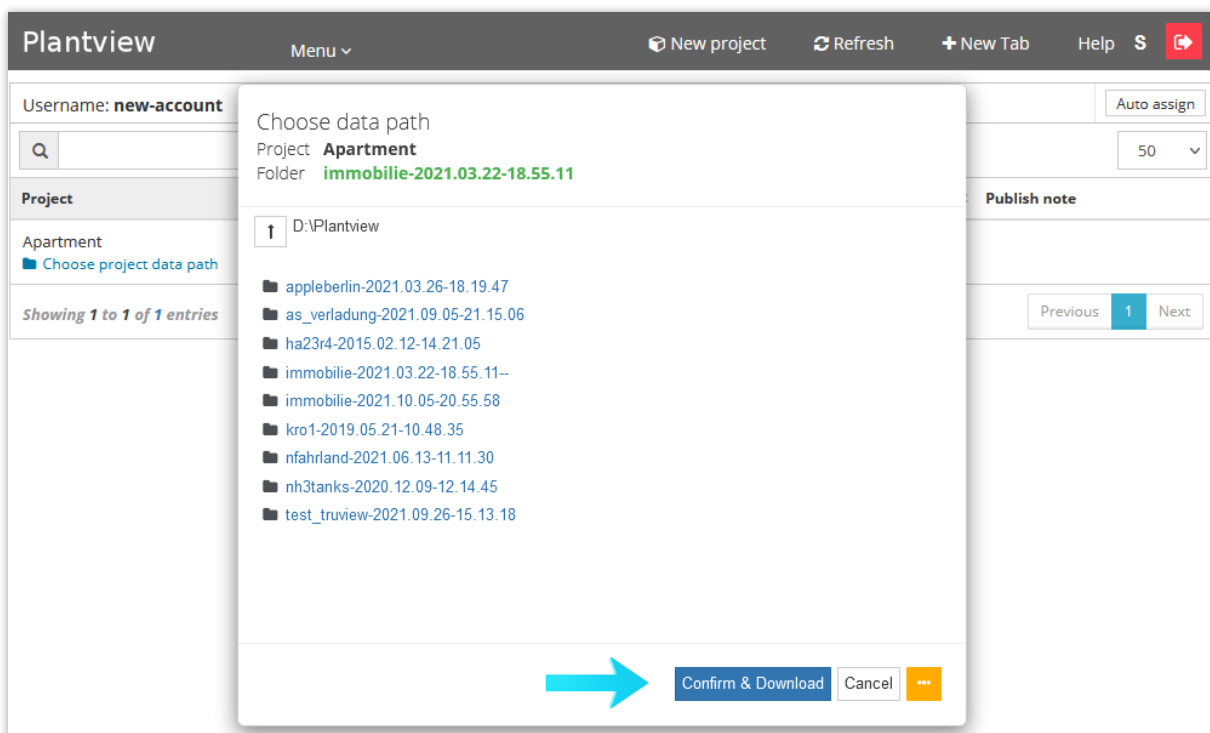 Plantview Menu New project Refresh New Tab Help S
Username: new-account Auto assign
50
Project Publish note
Apartment
Choose project data path
Showing 1 to 1 of 1 entries Previous 1 Next
Choose data path
Project Apartment
Folder immobilie-2021.03.22-18.55.11
D:\Plantview
appleberlin-2021.03.26-18.19.47
as_verladung-2021.09.05-21.15.06
ha23r4-2015.02.12-14.21.05
immobilie-2021.03.22-18.55.11--
immobilie-2021.10.05-20.55.58
kro1-2019.05.21-10.48.35
nfahrland-2021.06.13-11.11.30
nh3tanks-2020.12.09-12.14.45
test_truview-2021.09.26-15.13.18
Confirm & Download Cancel ...